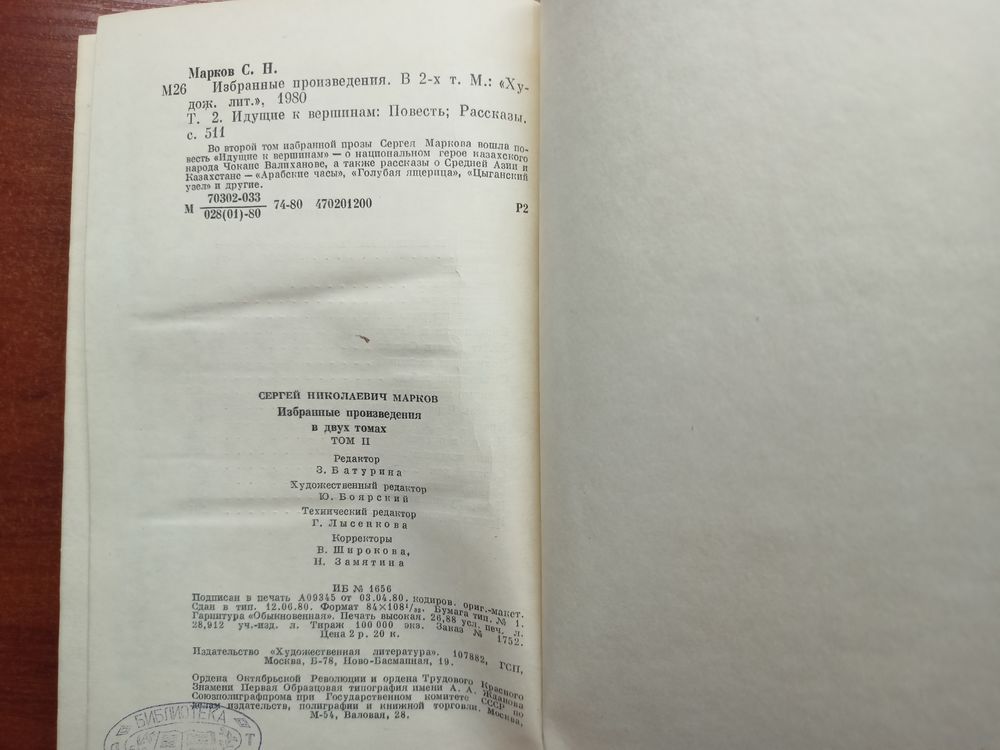 Марков С. Н.
М26 Избранные произведения. В 2-х т. М.: «Ху-
дож. лит.», 1980
Т. 2. Идущие к вершинам: Повесть; Рассказы.
с. 511
Во втором том избранной прозы Сергея Маркова вошла по-
весть «Идущие к вершинам» — о национальном герое казахского
народа Чокане Валиханове, а также рассказы о Средней Азии и
Казахстане — «Арабские часы», «Голубая ящерица», «Цыганский
узел» и другие.
М 70302-033
028(01)-80 74-80 470201200 Р2
СЕРГЕЙ НИКОЛАЕВИЧ МАРКОВ
Избранные произведения
в двух томах
ТОМ II
Редактор
З. Батурина
Художественный редактор
Ю. Боярский
Технический редактор
Г. Лысенкова
Корректоры
В. Широкова,
Н. Замятина
ИБ № 1656
Подписан в печать А09345 от 03.04.80. кодиров. ориг.-макет.
Сдан в тип. 12.06.80. Формат 84×108¹/₃₂. Бумага тип. № 1.
Гарнитура «Обыкновенная». Печать высокая. 26,88 усл. печ. л.
28,912 уч.-изд. л. Тираж 100 000 экз. Заказ № 1752.
Цена 2 р. 20 к.
Издательство «Художественная литература». 107882, ГСП,
Москва, Б-78, Ново-Басманная, 19.
Ордена Октябрьской Революции и ордена Трудового Красного
Знамени Первая Образцовая типография имени А. А. Жданова
Союзполиграфпрома при Государственном комитете СССР по
делам издательств, полиграфии и книжной торговли. Москва,
М-54, Валовая, 28.
БИБЛИОТЕКА